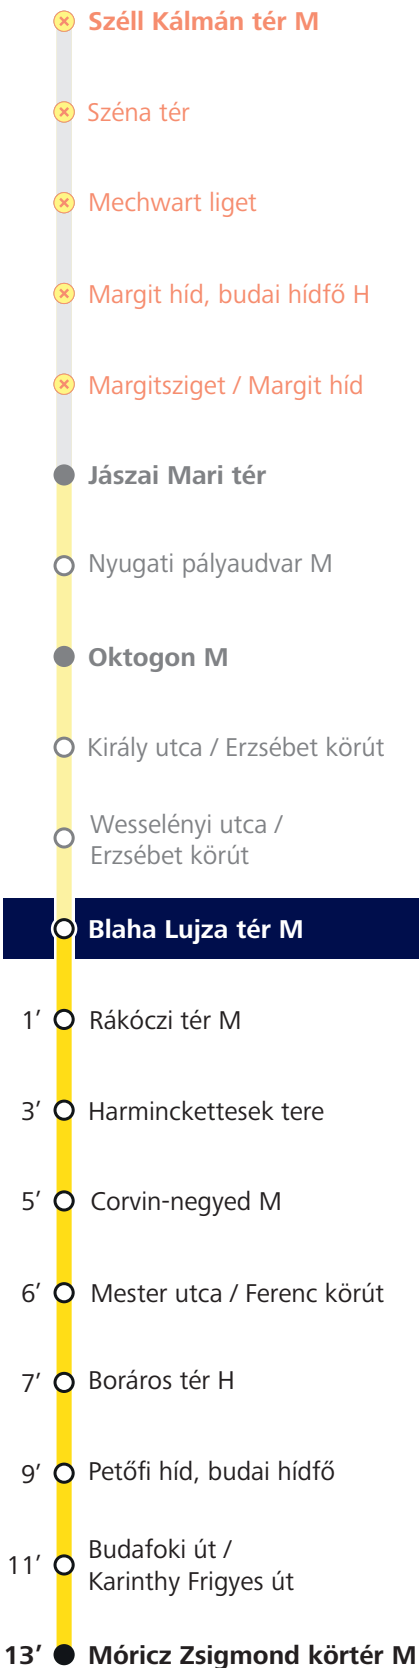 Széll Kálmán tér M
Széna tér
Mechwart liget
Margit híd, budai hídfő H
Margitsziget / Margit híd
Jászai Mari tér
Nyugati pályaudvar M
Oktogon M
Király utca / Erzsébet körút
Wesselényi utca /
Erzsébet körút
Blaha Lujza tér M
1’ Rákóczi tér M
3’ Harminckettesek tere
5’ Corvin-negyed M
6’ Mester utca / Ferenc körút
7’ Boráros tér H
9’ Petőfi híd, budai hídfő
11’ Budafoki út /
Karinthy Frigyes út
13’ Móricz Zsigmond körtér M